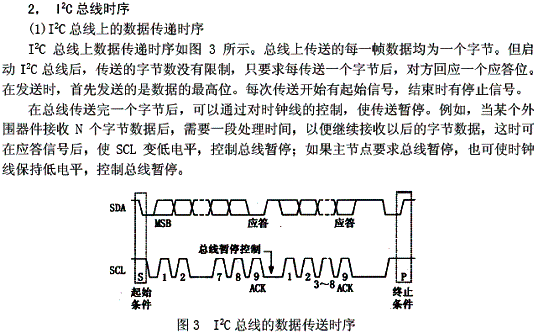 2， I²C 总线时序
(1)I²C 总线上的数据传递时序
I²C 总线上数据传递时序如图 3 所示。总线上传送的每一帧数据均为一个字节。但启
动 I²C 总线后，传送的字节数没有限制，只要求每传送一个字节后，对方回应一个应答位。
在发送时，首先发送的是数据的最高位。每次传送开始有起始信号，结束时有停止信号。
在总线传送完一个字节后，可以通过对时钟线的控制，使传送暂停。例如，当某个外
围器件接收 N 个字节数据后，需要一段处理时间，以便继续接收以后的字节数据，这时可
在应答信号后，使 SCL 变低电平，控制总线暂停；如果主节点要求总线暂停，也可使时钟
线保持低电平，控制总线暂停。
SDA
MSB 应答 应答
总线暂停控制
SCL S 1 2 7 8 9 1 2 3~8 9 P
ACK ACK
起始 终止
条件 条件
图 3 I²C 总线的数据传送时序